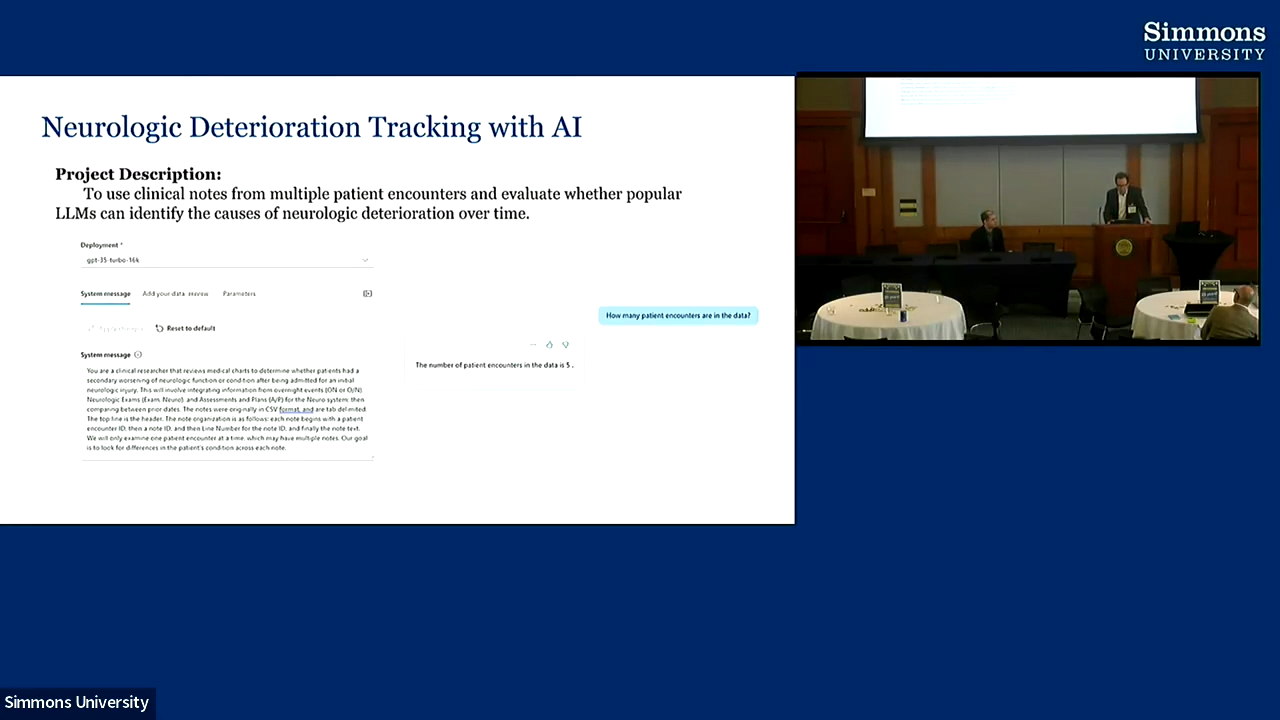 Simmons
UNIVERSITY
Neurologic Deterioration Tracking with AI
Project Description:
To use clinical notes from multiple patient encounters and evaluate whether popular
LLMs can identify the causes of neurologic deterioration over time.
Deployment *
gpt-35-turbo-16k
System message Add your data Parameters
Reset to default
System message
You are a clinical researcher that reviews medical charts to determine whether patients had a
secondary worsening of neurologic function or condition after being admitted for an initial
neurologic injury. This will involve integrating information from overnight events (ON or O/N),
Neurologic Exams (Exam, Neuro), and Assessments and Plans (A/P) for the Neuro system; then
comparing between prior dates. The notes were originally in CSV format, and are tab delimited
The top line is the header. The note organization is as follows: each note begins with a patient
encounter ID, then a note ID, and then Line Number for the note ID, and finally the note text.
We will only examine one patient encounter at a time, which may have multiple notes. Our goal
is to look for differences in the patient's condition across each note.
How many patient encounters are in the data?
The number of patient encounters in the data is 5 .
Simmons University